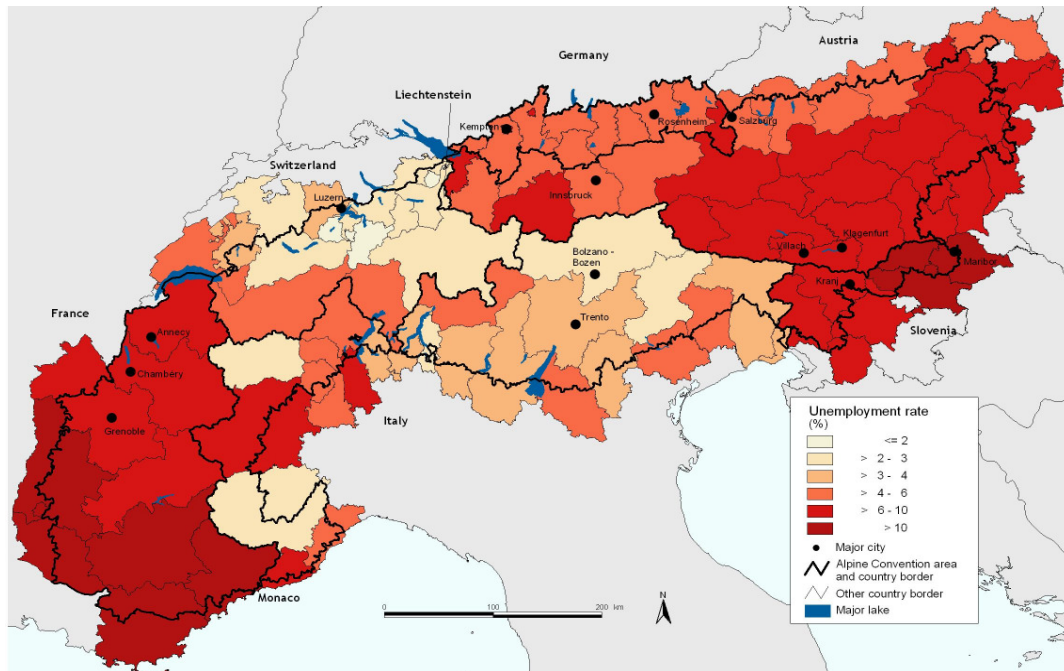 Austria
Germany
Liechtenstein
Kempten
Rosenheim
Salzburg
Switzerland
Luzern
Innsbruck
Bolzano -
Bozen
Villach
Klagenfurt
Maribor
Kranj
Trento
France
Annecy
Slovenia
Chambéry
Grenoble
Italy
Monaco
Unemployment rate
(%)
<= 2
> 2 - 3
> 3 - 4
> 4 - 6
> 6 - 10
> 10
Major city
Alpine Convention area
and country border
Other country border
Major lake
0 100 200 km
N